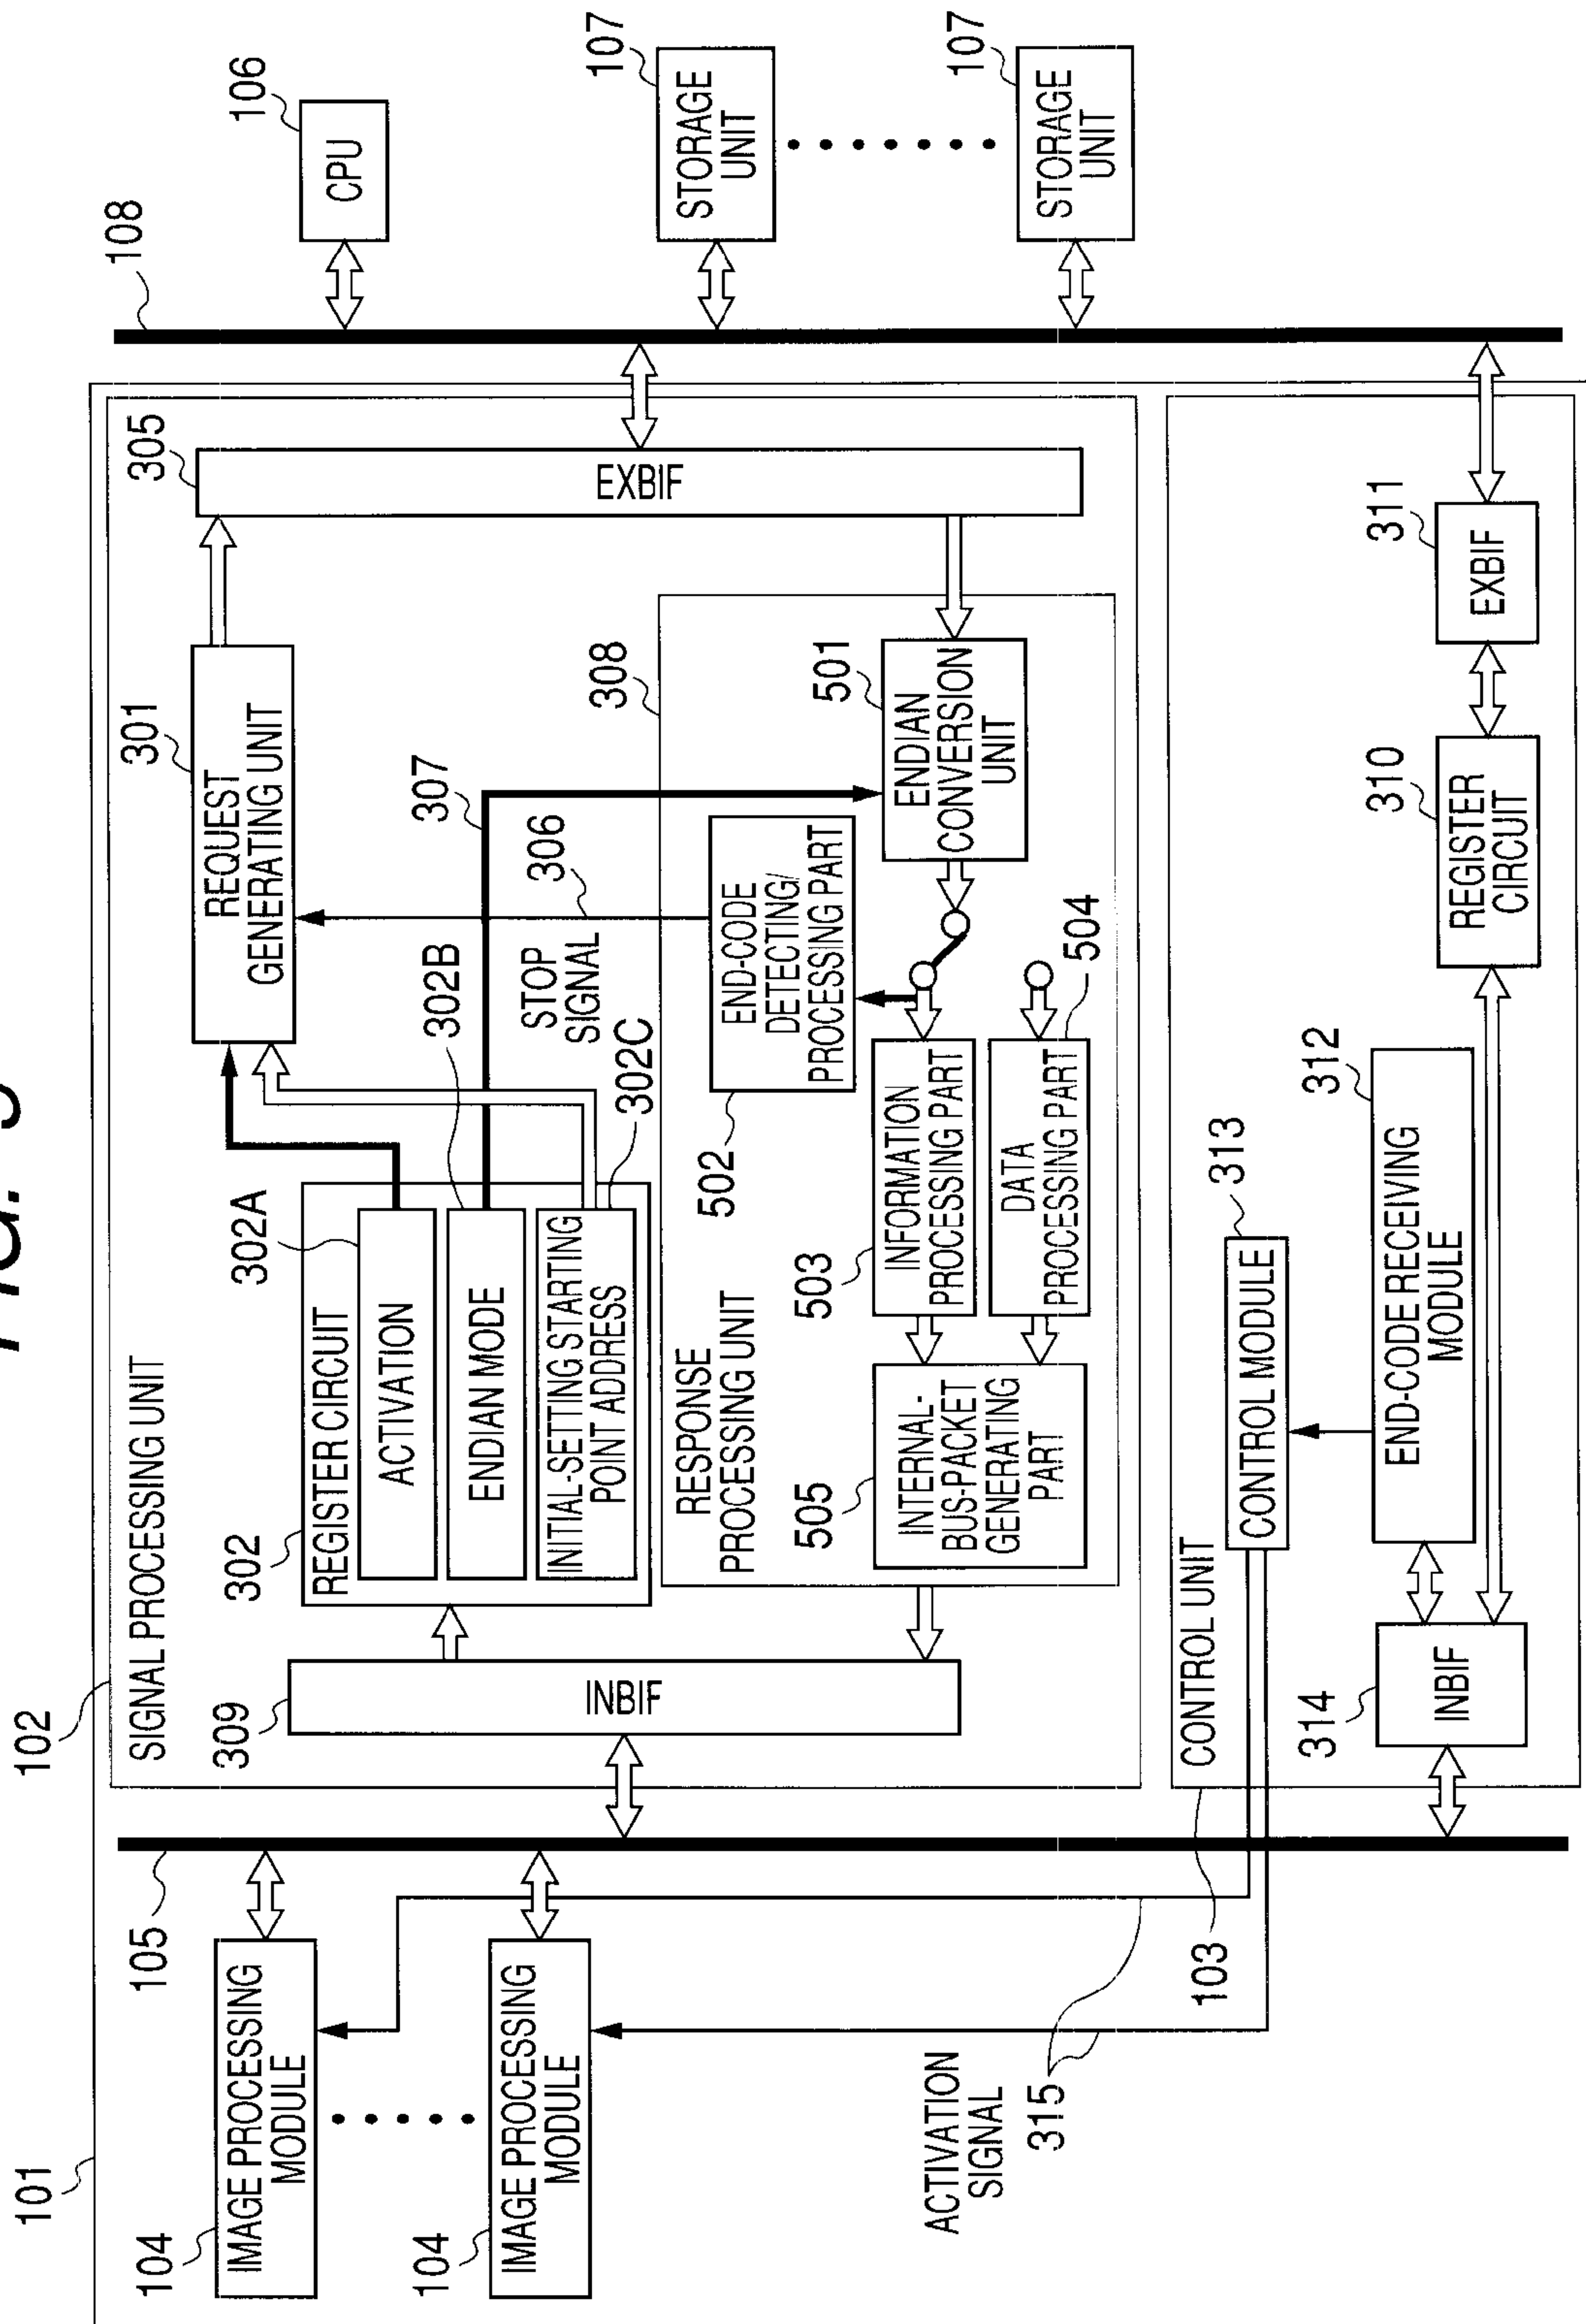 101
102
SIGNAL PROCESSING UNIT
104
IMAGE PROCESSING
MODULE
104
IMAGE PROCESSING
MODULE
ACTIVATION
SIGNAL
315
105
309
INBIF
302
REGISTER CIRCUIT
302A
ACTIVATION
302B
ENDIAN MODE
302C
INITIAL-SETTING STARTING
POINT ADDRESS
301
REQUEST
GENERATING UNIT
307
306
STOP
SIGNAL
305
EXBIF
308
RESPONSE
PROCESSING UNIT
501
ENDIAN
CONVERSION
UNIT
502
END-CODE
DETECTING/
PROCESSING PART
503
INFORMATION
PROCESSING PART
504
DATA
PROCESSING PART
505
INTERNAL-
BUS-PACKET
GENERATING
PART
103
CONTROL UNIT
313
CONTROL MODULE
312
END-CODE RECEIVING
MODULE
314
INBIF
310
REGISTER
CIRCUIT
311
EXBIF
108
106
CPU
107
STORAGE
UNIT
107
STORAGE
UNIT